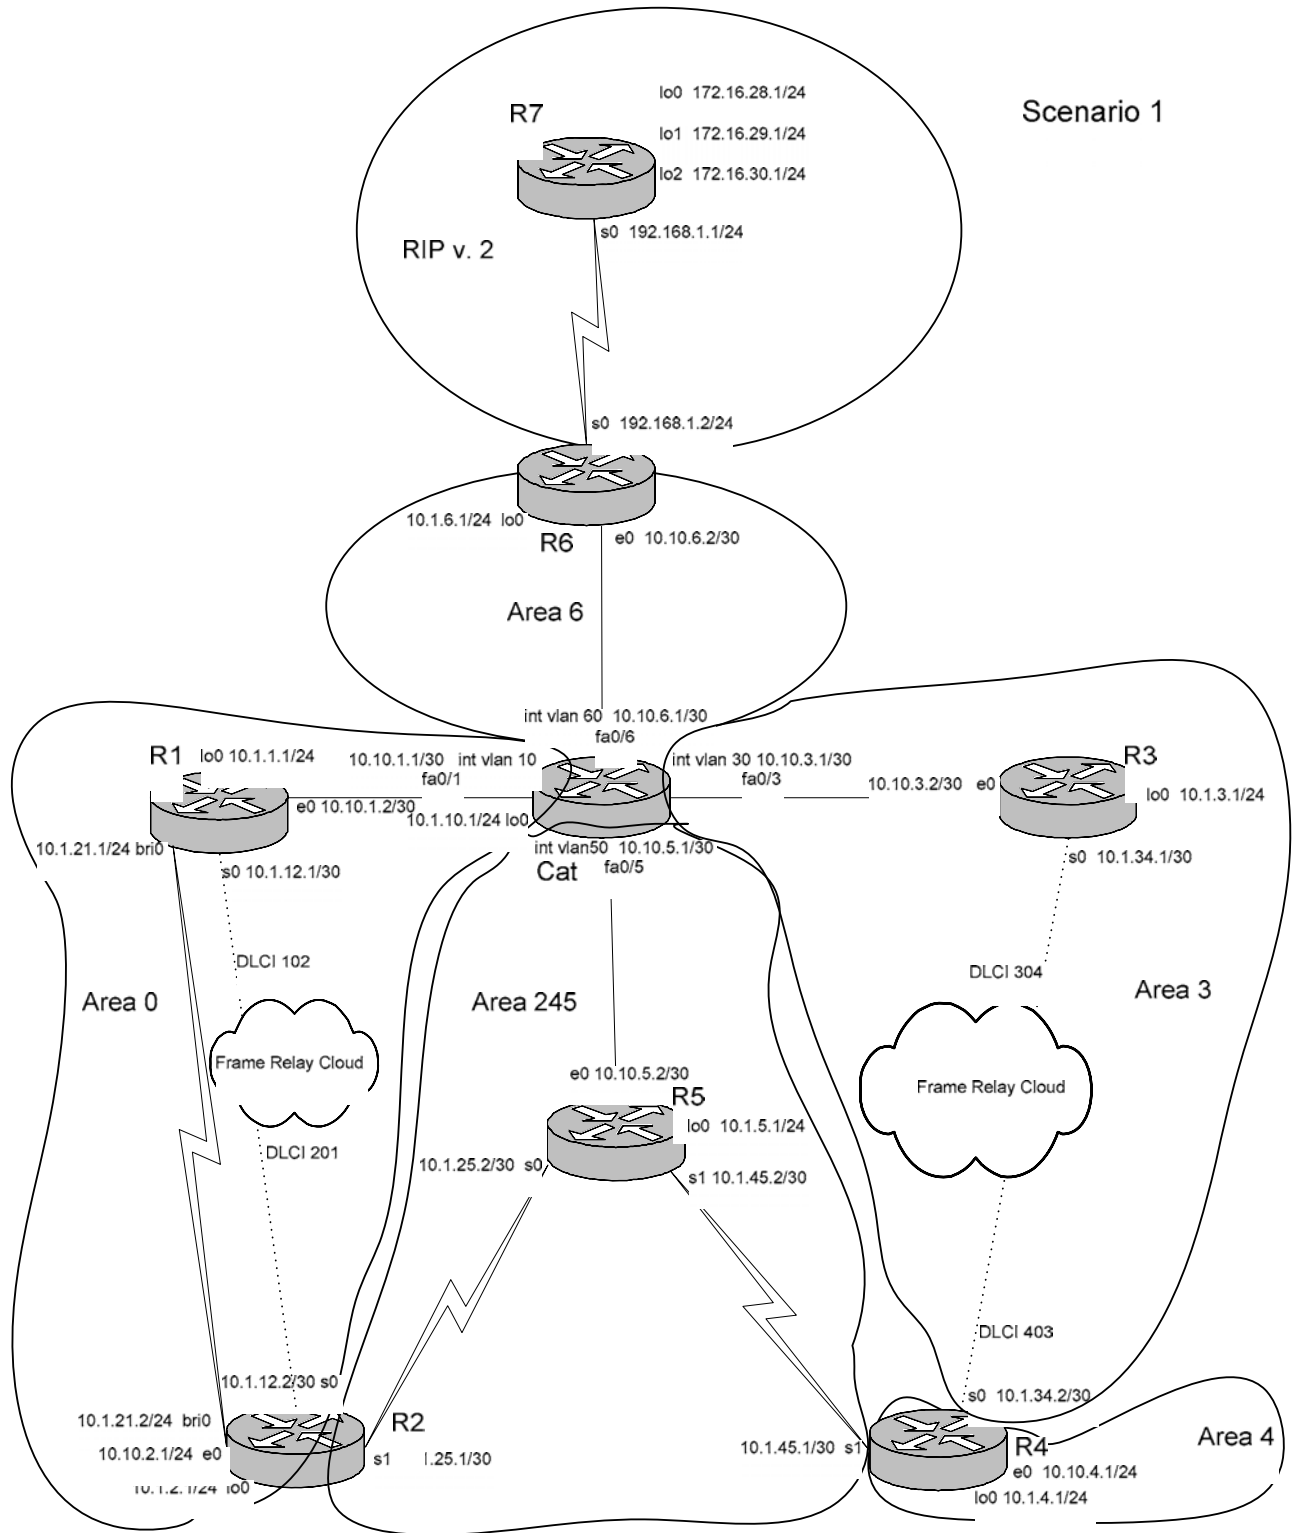 Scenario 1
R7
lo0 172.16.28.1/24
lo1 172.16.29.1/24
lo2 172.16.30.1/24
s0 192.168.1.1/24
RIP v. 2
s0 192.168.1.2/24
10.1.6.1/24 lo0
R6
e0 10.10.6.2/30
Area 6
int vlan 60 10.10.6.1/30
fa0/6
R1
lo0 10.1.1.1/24
10.10.1.1/30 int vlan 10
fa0/1
int vlan 30 10.10.3.1/30
fa0/3
R3
10.10.3.2/30 e0
lo0 10.1.3.1/24
e0 10.10.1.2/30
10.1.10.1/24 lo0
10.1.21.1/24 bri0
int vlan50 10.10.5.1/30
fa0/5
Cat
s0 10.1.12.1/30
s0 10.1.34.1/30
DLCI 102
DLCI 304
Area 0
Area 245
Area 3
Frame Relay Cloud
Frame Relay Cloud
e0 10.10.5.2/30
R5
lo0 10.1.5.1/24
DLCI 201
10.1.25.2/30 s0
s1 10.1.45.2/30
DLCI 403
10.1.12.2/30 s0
s0 10.1.34.2/30
10.1.21.2/24 bri0
R2
10.10.2.1/24 e0
s1 .25.1/30
10.1.2.1/24 lo0
10.1.45.1/30 s1
R4
Area 4
e0 10.10.4.1/24
lo0 10.1.4.1/24